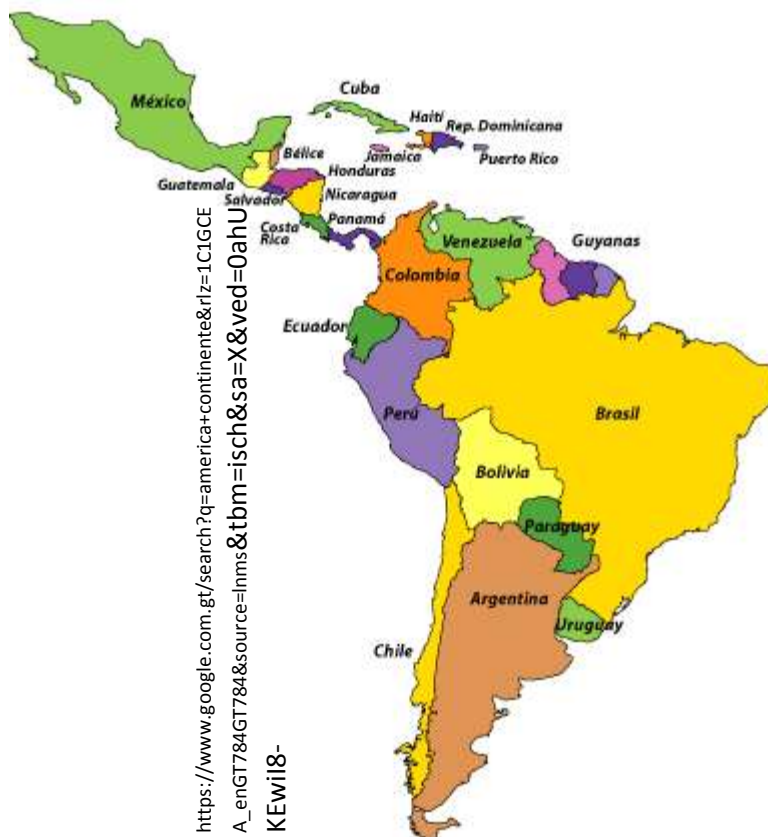 México
Cuba
Haití
Rep. Dominicana
Bélice
Jamaica
Puerto Rico
Honduras
Guatemala
Salvador
Nicaragua
Costa
Rica
Panamá
Venezuela
Guyanas
Colombia
Ecuador
Perú
Brasil
Bolivia
Paraguay
Argentina
Uruguay
Chile
https://www.google.com.gt/search?q=america+continente&rlz=1C1GCE
A_enGT784GT784&source=lnms&tbm=isch&sa=X&ved=0ahU
KEwiI8-